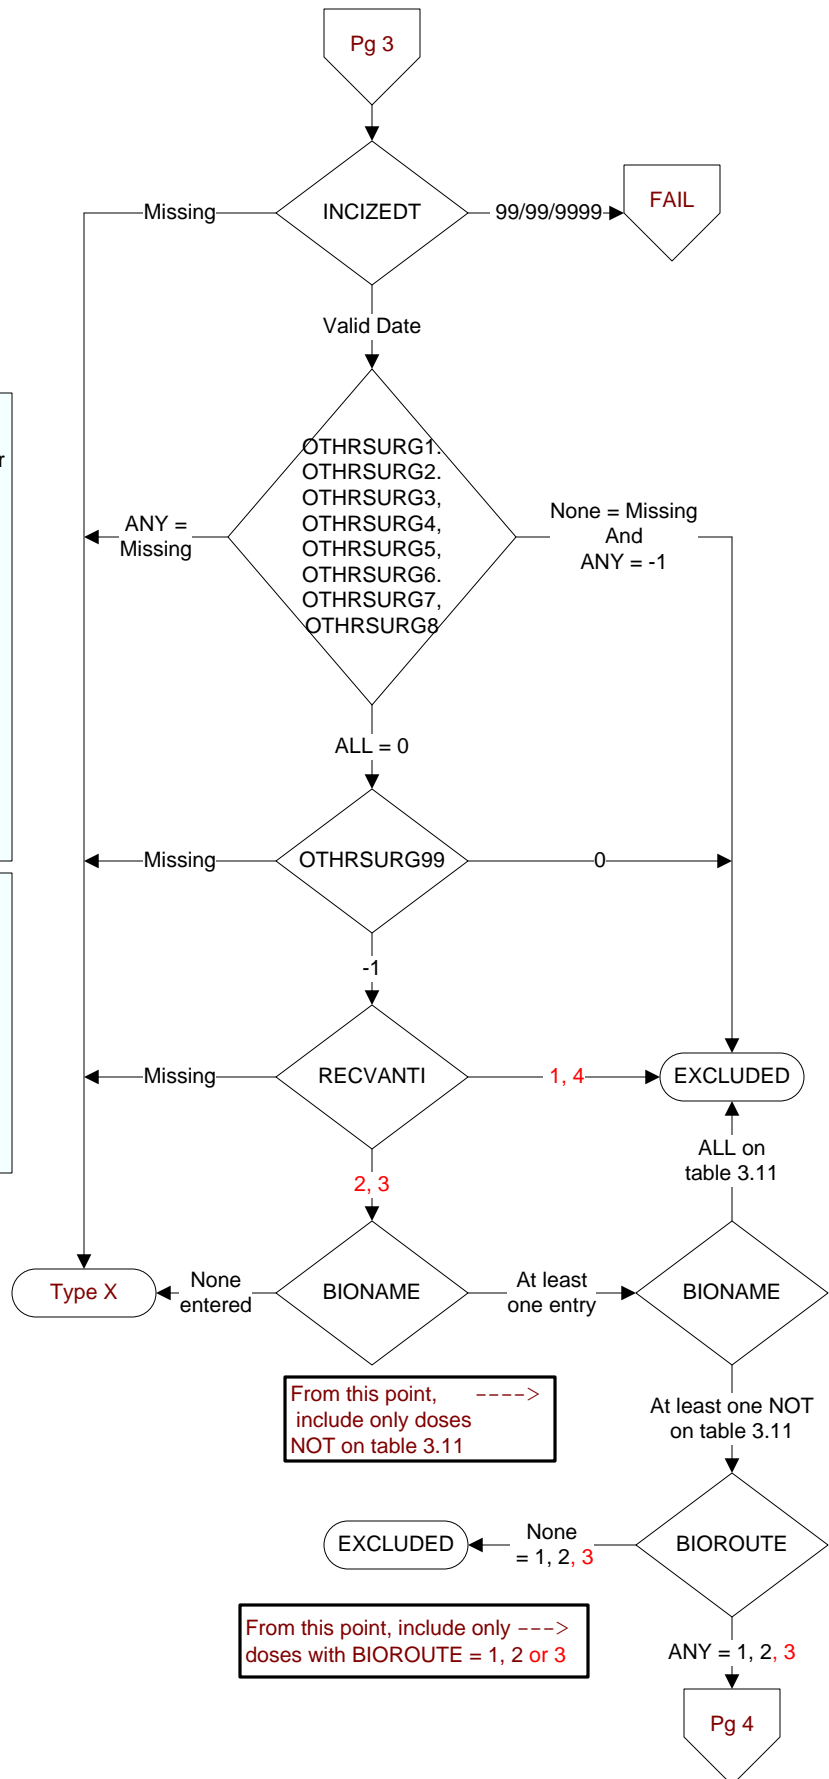 Pg 3
INCIZEDT
Missing
99/99/9999
FAIL
Valid Date
r
OTHRSURG1.
OTHRSURG2.
OTHRSURG3,
OTHRSURG4,
OTHRSURG5,
OTHRSURG6.
OTHRSURG7,
OTHRSURG8
ANY =
Missing
None = Missing
And
ANY = -1
ALL = 0
Missing
OTHRSURG99
0
-1
Missing
RECVANTI
1, 4
EXCLUDED
2, 3
ALL on
table 3.11
Type X
None
entered
BIONAME
At least
one entry
BIONAME
From this point, ---->
include only doses
NOT on table 3.11
At least one NOT
on table 3.11
EXCLUDED
None
= 1, 2, 3
BIOROUTE
From this point, include only --->
doses with BIOROUTE = 1, 2 or 3
ANY = 1, 2, 3
Pg 4